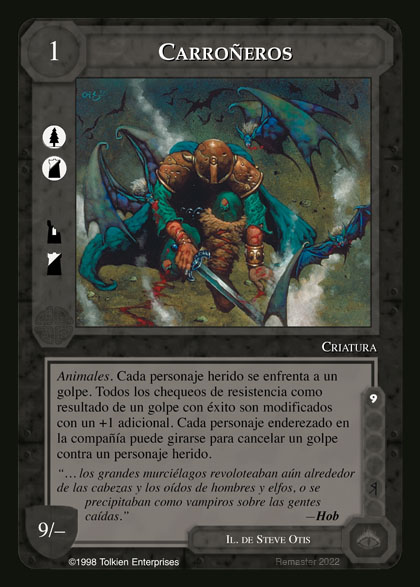 1
CARROÑEROS
OTIS
CRIATURA
Animales. Cada personaje herido se enfrenta a un
golpe. Todos los chequeos de resistencia como
resultado de un golpe con éxito son modificados
con un +1 adicional. Cada personaje enderezado en
la compañía puede girarse para cancelar un golpe
contra un personaje herido.
9
“… los grandes murciélagos revoloteaban aún alrededor
de las cabezas y los oídos de hombres y elfos, o se
precipitaban como vampiros sobre las gentes
caídas.” —Hob
9/–
IL. DE STEVE OTIS
©1998 Tolkien Enterprises
Remaster 2022